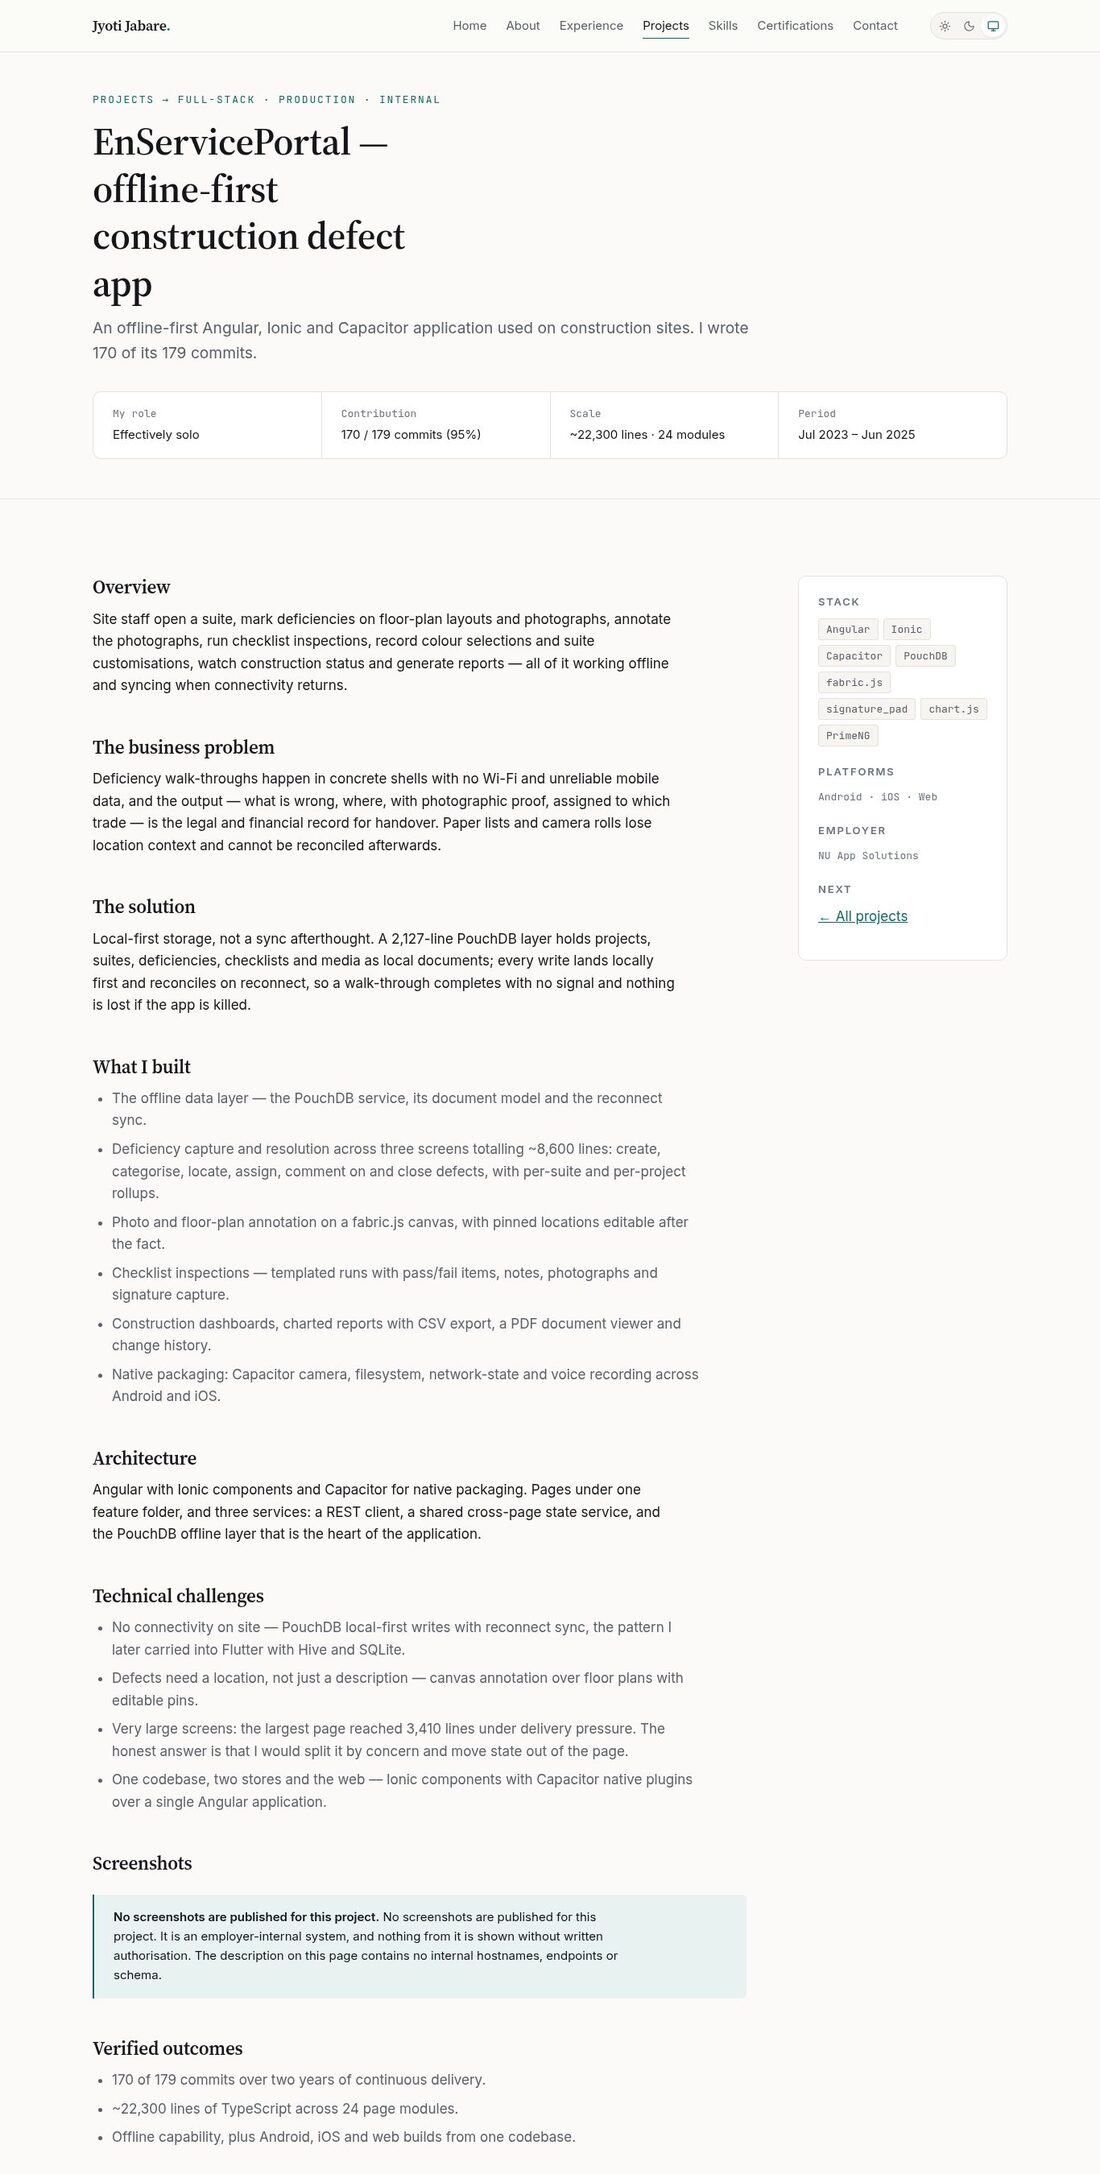 Jyoti Jabare.
Home About Experience Projects Skills Certifications Contact
PROJECTS → FULL-STACK · PRODUCTION · INTERNAL
EnServicePortal —
offline-first
construction defect
app
An offline-first Angular, Ionic and Capacitor application used on construction sites. I wrote
170 of its 179 commits.
My role
Effectively solo
Contribution
170 / 179 commits (95%)
Scale
~22,300 lines · 24 modules
Period
Jul 2023 – Jun 2025
Overview
Site staff open a suite, mark deficiencies on floor-plan layouts and photographs, annotate
the photographs, run checklist inspections, record colour selections and suite
customisations, watch construction status and generate reports — all of it working offline
and syncing when connectivity returns.
The business problem
Deficiency walk-throughs happen in concrete shells with no Wi-Fi and unreliable mobile
data, and the output — what is wrong, where, with photographic proof, assigned to which
trade — is the legal and financial record for handover. Paper lists and camera rolls lose
location context and cannot be reconciled afterwards.
The solution
Local-first storage, not a sync afterthought. A 2,127-line PouchDB layer holds projects,
suites, deficiencies, checklists and media as local documents; every write lands locally
first and reconciles on reconnect, so a walk-through completes with no signal and nothing
is lost if the app is killed.
What I built
• The offline data layer — the PouchDB service, its document model and the reconnect
sync.
• Deficiency capture and resolution across three screens totalling ~8,600 lines: create,
categorise, locate, assign, comment on and close defects, with per-suite and per-project
rollups.
• Photo and floor-plan annotation on a fabric.js canvas, with pinned locations editable after
the fact.
• Checklist inspections — templated runs with pass/fail items, notes, photographs and
signature capture.
• Construction dashboards, charted reports with CSV export, a PDF document viewer and
change history.
• Native packaging: Capacitor camera, filesystem, network-state and voice recording across
Android and iOS.
Architecture
Angular with Ionic components and Capacitor for native packaging. Pages under one
feature folder, and three services: a REST client, a shared cross-page state service, and
the PouchDB offline layer that is the heart of the application.
Technical challenges
• No connectivity on site — PouchDB local-first writes with reconnect sync, the pattern I
later carried into Flutter with Hive and SQLite.
• Defects need a location, not just a description — canvas annotation over floor plans with
editable pins.
• Very large screens: the largest page reached 3,410 lines under delivery pressure. The
honest answer is that I would split it by concern and move state out of the page.
• One codebase, two stores and the web — Ionic components with Capacitor native plugins
over a single Angular application.
Screenshots
No screenshots are published for this project. No screenshots are published for this
project. It is an employer-internal system, and nothing from it is shown without written
authorisation. The description on this page contains no internal hostnames, endpoints or
schema.
Verified outcomes
• 170 of 179 commits over two years of continuous delivery.
• ~22,300 lines of TypeScript across 24 page modules.
• Offline capability, plus Android, iOS and web builds from one codebase.
STACK
Angular Ionic
Capacitor PouchDB
fabric.js
signature_pad chart.js
PrimeNG
PLATFORMS
Android · iOS · Web
EMPLOYER
NU App Solutions
NEXT
← All projects